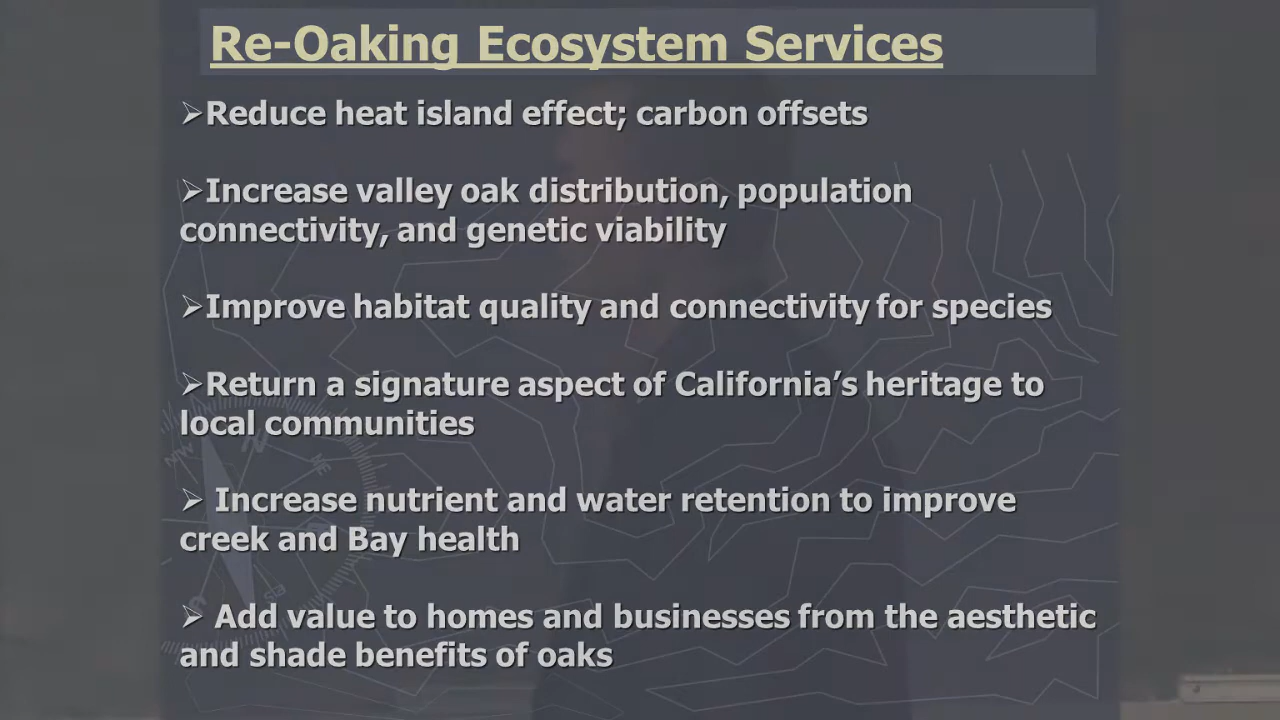 Re-Oaking Ecosystem Services
➢Reduce heat island effect; carbon offsets
➢Increase valley oak distribution, population
connectivity, and genetic viability
➢Improve habitat quality and connectivity for species
➢Return a signature aspect of California’s heritage to
local communities
➢ Increase nutrient and water retention to improve
creek and Bay health
➢ Add value to homes and businesses from the aesthetic
and shade benefits of oaks
NW
N
NE
SE